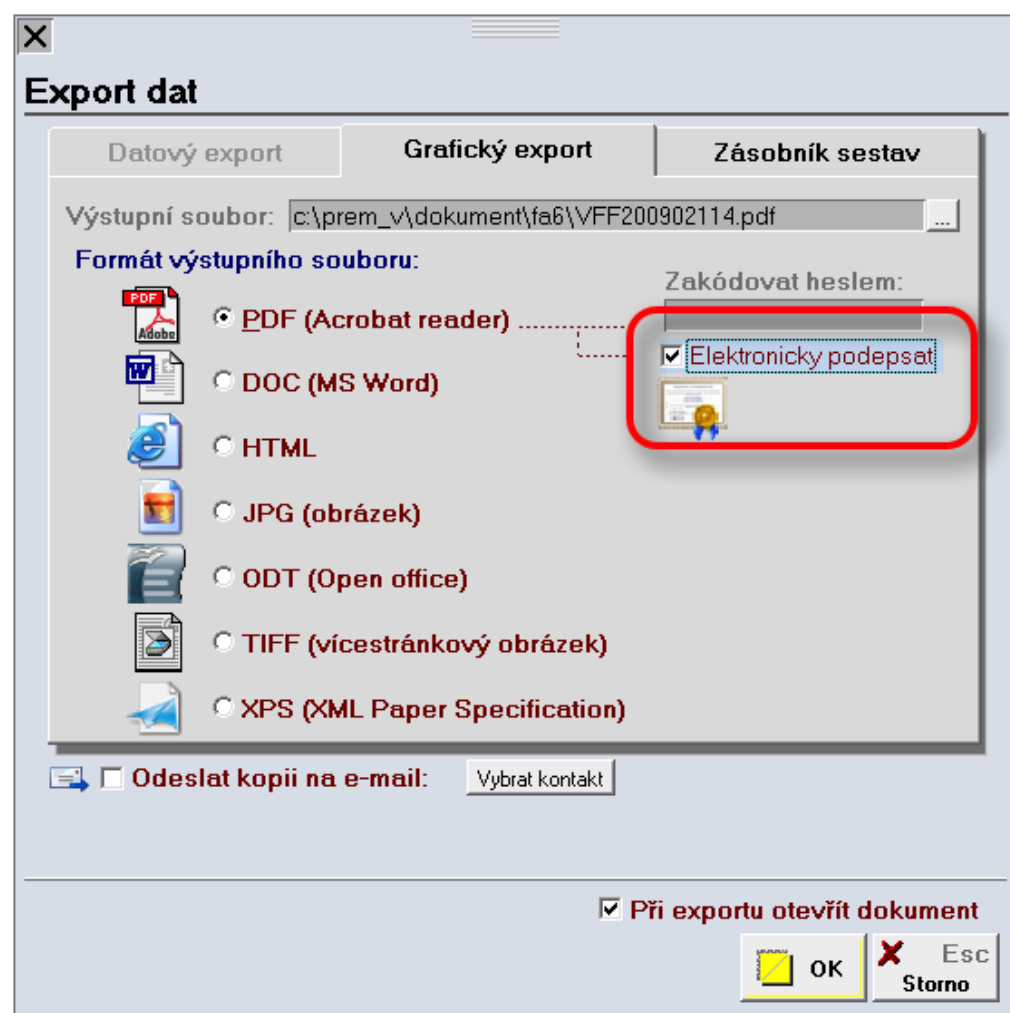 Export dat
Datový export Grafický export Zásobník sestav
Výstupní soubor: c:\prem_v\dokument\fa6\VFF200902114.pdf ...
Formát výstupního souboru:
Zakódovat heslem:
PDF
Adobe
PDF (Acrobat reader)
Elektronicky podepsat
W
DOC (MS Word)
HTML
JPG (obrázek)
ODT (Open office)
TIFF (vícestránkový obrázek)
XPS (XML Paper Specification)
Odeslat kopii na e-mail: Vybrat kontakt
Při exportu otevřít dokument
OK
Esc
Storno